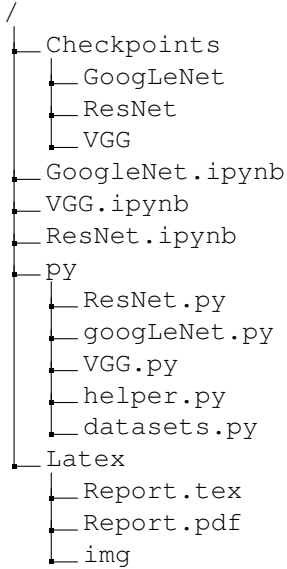 /
Checkpoints
GoogLeNet
ResNet
VGG
GoogleNet.ipynb
VGG.ipynb
ResNet.ipynb
py
ResNet.py
googLeNet.py
VGG.py
helper.py
datasets.py
Latex
Report.tex
Report.pdf
img